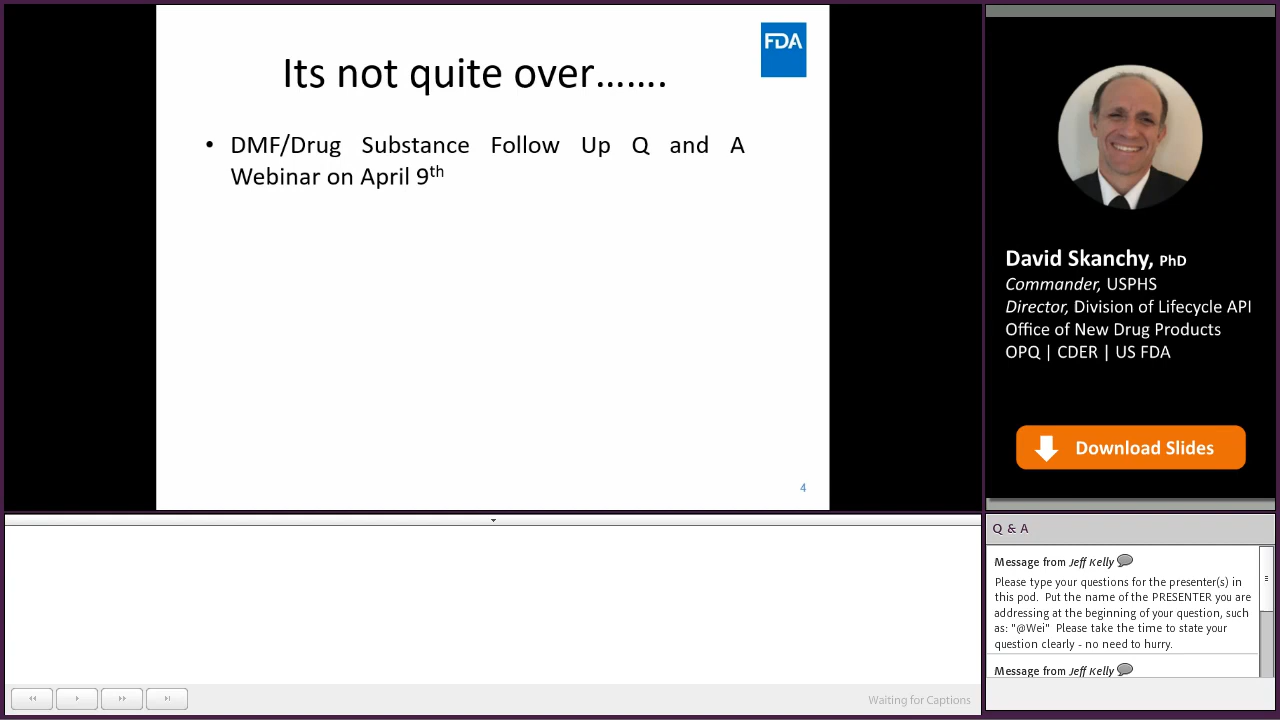 FDA
Its not quite over…….
• DMF/Drug Substance Follow Up Q and A
Webinar on April 9th
4
David Skanchy, PhD
Commander, USPHS
Director, Division of Lifecycle API
Office of New Drug Products
OPQ | CDER | US FDA
Download Slides
Q & A
Message from Jeff Kelly
Please type your questions for the presenter(s) in
this pod. Put the name of the PRESENTER you are
addressing at the beginning of your question, such
as: "@Wei" Please take the time to state your
question clearly - no need to hurry.
Message from Jeff Kelly
Waiting for Captions